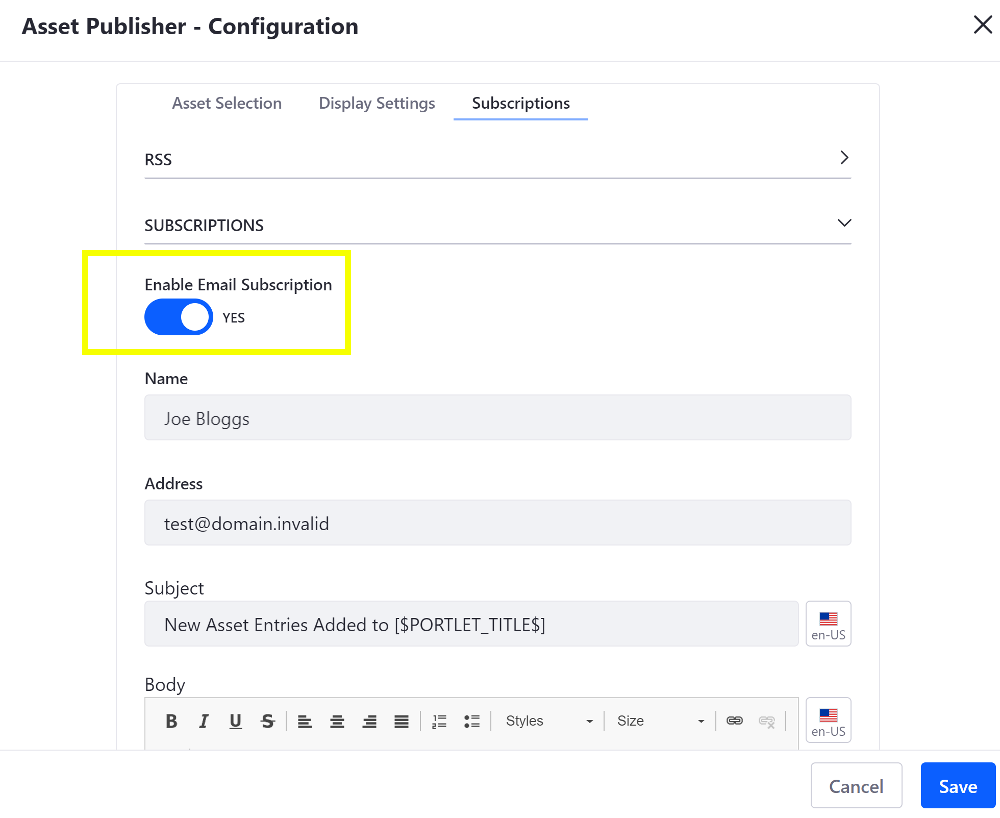 Asset Publisher - Configuration
Asset Selection Display Settings Subscriptions
RSS
SUBSCRIPTIONS
Enable Email Subscription
YES
Name
Joe Bloggs
Address
test@domain.invalid
Subject
New Asset Entries Added to [$PORTLET_TITLE$]
en-US
Body
B I U S Styles Size
en-US
Cancel Save